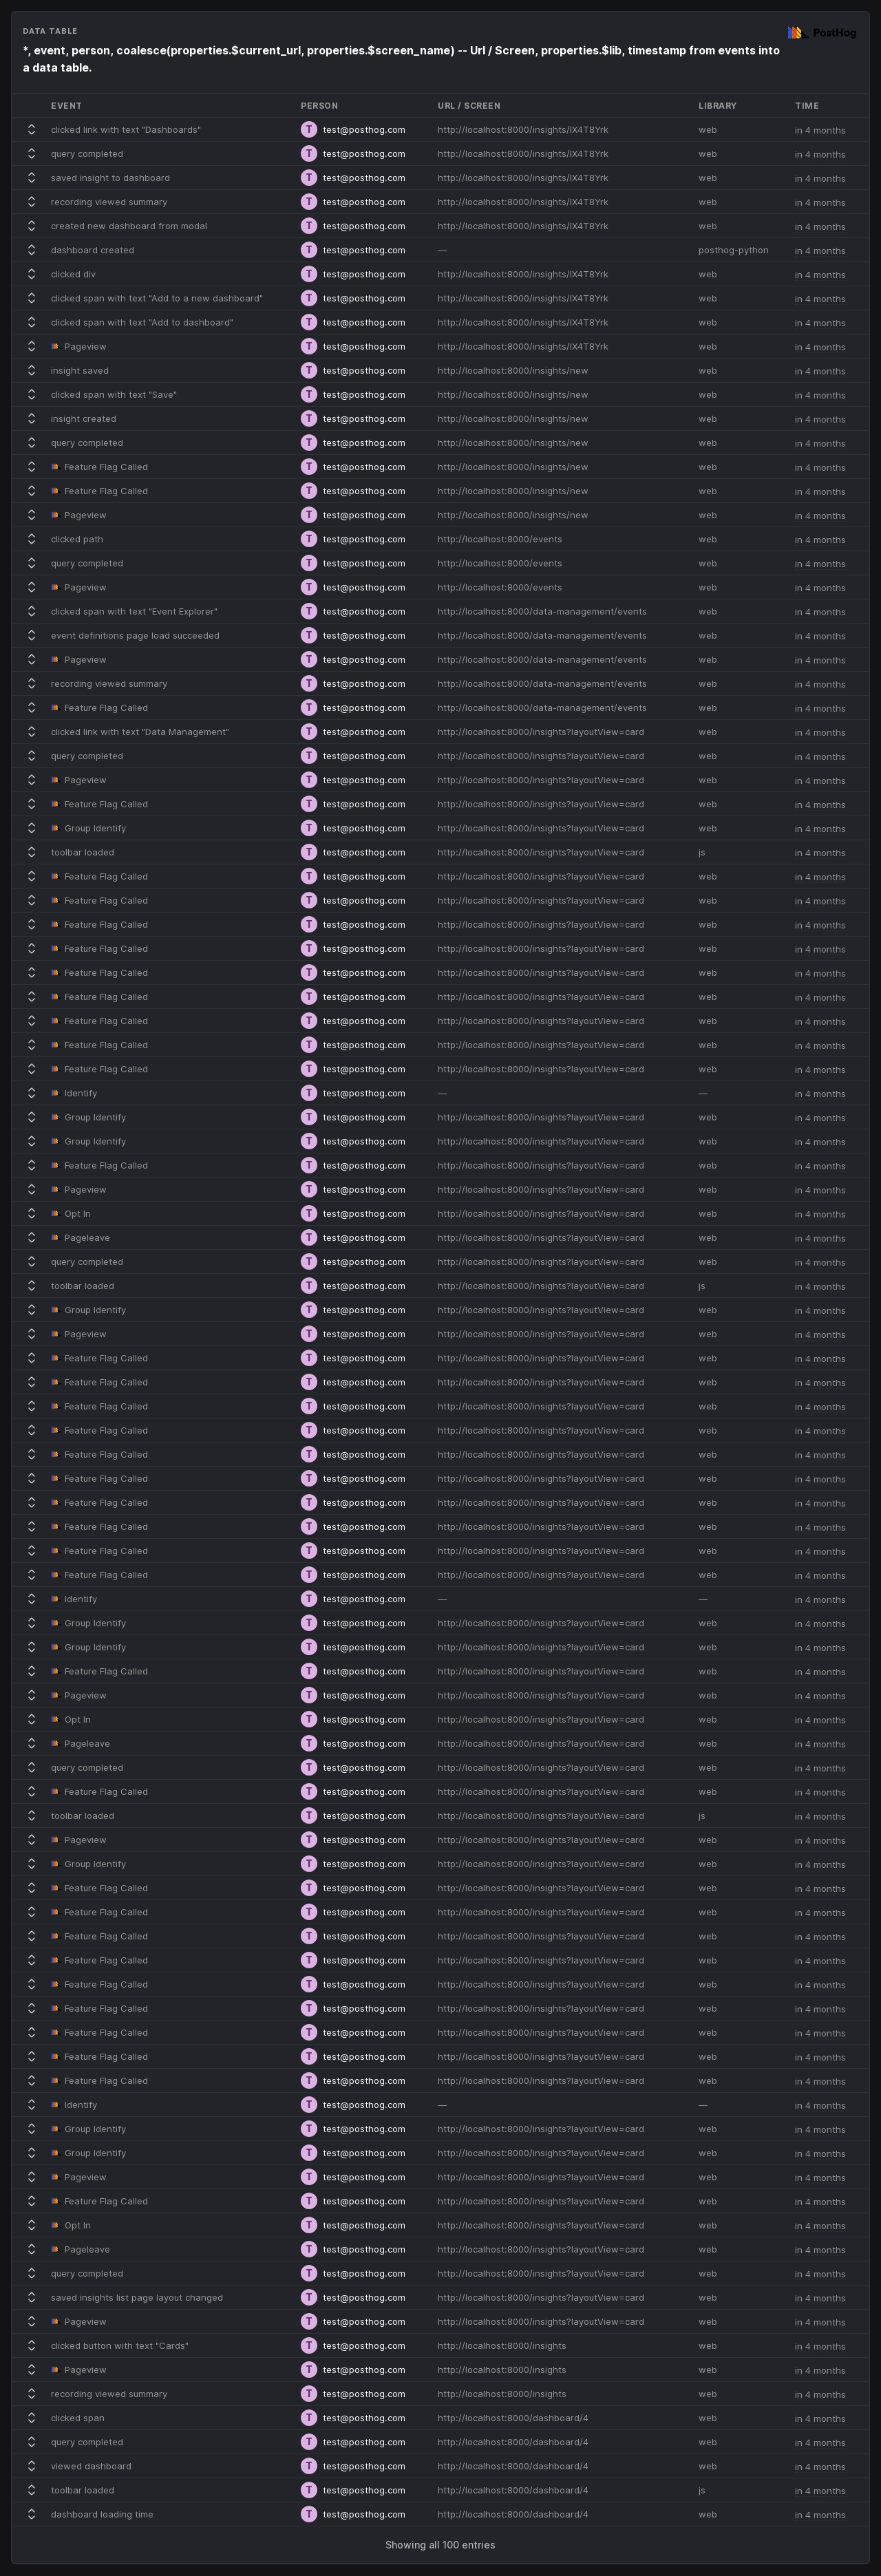 DATA TABLE
PostHog
*, event, person, coalesce(properties.$current_url, properties.$screen_name) -- Url / Screen, properties.$lib, timestamp from events into
a data table.
EVENT PERSON URL / SCREEN LIBRARY TIME
clicked link with text "Dashboards" T test@posthog.com http://localhost:8000/insights/lX4T8Yrk web in 4 months
query completed T test@posthog.com http://localhost:8000/insights/lX4T8Yrk web in 4 months
saved insight to dashboard T test@posthog.com http://localhost:8000/insights/lX4T8Yrk web in 4 months
recording viewed summary T test@posthog.com http://localhost:8000/insights/lX4T8Yrk web in 4 months
created new dashboard from modal T test@posthog.com http://localhost:8000/insights/lX4T8Yrk web in 4 months
dashboard created T test@posthog.com — posthog-python in 4 months
clicked div T test@posthog.com http://localhost:8000/insights/lX4T8Yrk web in 4 months
clicked span with text "Add to a new dashboard" T test@posthog.com http://localhost:8000/insights/lX4T8Yrk web in 4 months
clicked span with text "Add to dashboard" T test@posthog.com http://localhost:8000/insights/lX4T8Yrk web in 4 months
Pageview T test@posthog.com http://localhost:8000/insights/lX4T8Yrk web in 4 months
insight saved T test@posthog.com http://localhost:8000/insights/new web in 4 months
clicked span with text "Save" T test@posthog.com http://localhost:8000/insights/new web in 4 months
insight created T test@posthog.com http://localhost:8000/insights/new web in 4 months
query completed T test@posthog.com http://localhost:8000/insights/new web in 4 months
Feature Flag Called T test@posthog.com http://localhost:8000/insights/new web in 4 months
Feature Flag Called T test@posthog.com http://localhost:8000/insights/new web in 4 months
Pageview T test@posthog.com http://localhost:8000/insights/new web in 4 months
clicked path T test@posthog.com http://localhost:8000/events web in 4 months
query completed T test@posthog.com http://localhost:8000/events web in 4 months
Pageview T test@posthog.com http://localhost:8000/events web in 4 months
clicked span with text "Event Explorer" T test@posthog.com http://localhost:8000/data-management/events web in 4 months
event definitions page load succeeded T test@posthog.com http://localhost:8000/data-management/events web in 4 months
Pageview T test@posthog.com http://localhost:8000/data-management/events web in 4 months
recording viewed summary T test@posthog.com http://localhost:8000/data-management/events web in 4 months
Feature Flag Called T test@posthog.com http://localhost:8000/data-management/events web in 4 months
clicked link with text "Data Management" T test@posthog.com http://localhost:8000/insights?layoutView=card web in 4 months
query completed T test@posthog.com http://localhost:8000/insights?layoutView=card web in 4 months
Pageview T test@posthog.com http://localhost:8000/insights?layoutView=card web in 4 months
Feature Flag Called T test@posthog.com http://localhost:8000/insights?layoutView=card web in 4 months
Group Identify T test@posthog.com http://localhost:8000/insights?layoutView=card web in 4 months
toolbar loaded T test@posthog.com http://localhost:8000/insights?layoutView=card js in 4 months
Feature Flag Called T test@posthog.com http://localhost:8000/insights?layoutView=card web in 4 months
Feature Flag Called T test@posthog.com http://localhost:8000/insights?layoutView=card web in 4 months
Feature Flag Called T test@posthog.com http://localhost:8000/insights?layoutView=card web in 4 months
Feature Flag Called T test@posthog.com http://localhost:8000/insights?layoutView=card web in 4 months
Feature Flag Called T test@posthog.com http://localhost:8000/insights?layoutView=card web in 4 months
Feature Flag Called T test@posthog.com http://localhost:8000/insights?layoutView=card web in 4 months
Feature Flag Called T test@posthog.com http://localhost:8000/insights?layoutView=card web in 4 months
Feature Flag Called T test@posthog.com http://localhost:8000/insights?layoutView=card web in 4 months
Feature Flag Called T test@posthog.com http://localhost:8000/insights?layoutView=card web in 4 months
Identify T test@posthog.com — — in 4 months
Group Identify T test@posthog.com http://localhost:8000/insights?layoutView=card web in 4 months
Group Identify T test@posthog.com http://localhost:8000/insights?layoutView=card web in 4 months
Feature Flag Called T test@posthog.com http://localhost:8000/insights?layoutView=card web in 4 months
Pageview T test@posthog.com http://localhost:8000/insights?layoutView=card web in 4 months
Opt In T test@posthog.com http://localhost:8000/insights?layoutView=card web in 4 months
Pageleave T test@posthog.com http://localhost:8000/insights?layoutView=card web in 4 months
query completed T test@posthog.com http://localhost:8000/insights?layoutView=card web in 4 months
toolbar loaded T test@posthog.com http://localhost:8000/insights?layoutView=card js in 4 months
Group Identify T test@posthog.com http://localhost:8000/insights?layoutView=card web in 4 months
Pageview T test@posthog.com http://localhost:8000/insights?layoutView=card web in 4 months
Feature Flag Called T test@posthog.com http://localhost:8000/insights?layoutView=card web in 4 months
Feature Flag Called T test@posthog.com http://localhost:8000/insights?layoutView=card web in 4 months
Feature Flag Called T test@posthog.com http://localhost:8000/insights?layoutView=card web in 4 months
Feature Flag Called T test@posthog.com http://localhost:8000/insights?layoutView=card web in 4 months
Feature Flag Called T test@posthog.com http://localhost:8000/insights?layoutView=card web in 4 months
Feature Flag Called T test@posthog.com http://localhost:8000/insights?layoutView=card web in 4 months
Feature Flag Called T test@posthog.com http://localhost:8000/insights?layoutView=card web in 4 months
Feature Flag Called T test@posthog.com http://localhost:8000/insights?layoutView=card web in 4 months
Feature Flag Called T test@posthog.com http://localhost:8000/insights?layoutView=card web in 4 months
Feature Flag Called T test@posthog.com http://localhost:8000/insights?layoutView=card web in 4 months
Identify T test@posthog.com — — in 4 months
Group Identify T test@posthog.com http://localhost:8000/insights?layoutView=card web in 4 months
Group Identify T test@posthog.com http://localhost:8000/insights?layoutView=card web in 4 months
Feature Flag Called T test@posthog.com http://localhost:8000/insights?layoutView=card web in 4 months
Pageview T test@posthog.com http://localhost:8000/insights?layoutView=card web in 4 months
Opt In T test@posthog.com http://localhost:8000/insights?layoutView=card web in 4 months
Pageleave T test@posthog.com http://localhost:8000/insights?layoutView=card web in 4 months
query completed T test@posthog.com http://localhost:8000/insights?layoutView=card web in 4 months
Feature Flag Called T test@posthog.com http://localhost:8000/insights?layoutView=card web in 4 months
toolbar loaded T test@posthog.com http://localhost:8000/insights?layoutView=card js in 4 months
Pageview T test@posthog.com http://localhost:8000/insights?layoutView=card web in 4 months
Group Identify T test@posthog.com http://localhost:8000/insights?layoutView=card web in 4 months
Feature Flag Called T test@posthog.com http://localhost:8000/insights?layoutView=card web in 4 months
Feature Flag Called T test@posthog.com http://localhost:8000/insights?layoutView=card web in 4 months
Feature Flag Called T test@posthog.com http://localhost:8000/insights?layoutView=card web in 4 months
Feature Flag Called T test@posthog.com http://localhost:8000/insights?layoutView=card web in 4 months
Feature Flag Called T test@posthog.com http://localhost:8000/insights?layoutView=card web in 4 months
Feature Flag Called T test@posthog.com http://localhost:8000/insights?layoutView=card web in 4 months
Feature Flag Called T test@posthog.com http://localhost:8000/insights?layoutView=card web in 4 months
Feature Flag Called T test@posthog.com http://localhost:8000/insights?layoutView=card web in 4 months
Feature Flag Called T test@posthog.com http://localhost:8000/insights?layoutView=card web in 4 months
Identify T test@posthog.com — — in 4 months
Group Identify T test@posthog.com http://localhost:8000/insights?layoutView=card web in 4 months
Group Identify T test@posthog.com http://localhost:8000/insights?layoutView=card web in 4 months
Pageview T test@posthog.com http://localhost:8000/insights?layoutView=card web in 4 months
Feature Flag Called T test@posthog.com http://localhost:8000/insights?layoutView=card web in 4 months
Opt In T test@posthog.com http://localhost:8000/insights?layoutView=card web in 4 months
Pageleave T test@posthog.com http://localhost:8000/insights?layoutView=card web in 4 months
query completed T test@posthog.com http://localhost:8000/insights?layoutView=card web in 4 months
saved insights list page layout changed T test@posthog.com http://localhost:8000/insights?layoutView=card web in 4 months
Pageview T test@posthog.com http://localhost:8000/insights?layoutView=card web in 4 months
clicked button with text "Cards" T test@posthog.com http://localhost:8000/insights web in 4 months
Pageview T test@posthog.com http://localhost:8000/insights web in 4 months
recording viewed summary T test@posthog.com http://localhost:8000/insights web in 4 months
clicked span T test@posthog.com http://localhost:8000/dashboard/4 web in 4 months
query completed T test@posthog.com http://localhost:8000/dashboard/4 web in 4 months
viewed dashboard T test@posthog.com http://localhost:8000/dashboard/4 web in 4 months
toolbar loaded T test@posthog.com http://localhost:8000/dashboard/4 js in 4 months
dashboard loading time T test@posthog.com http://localhost:8000/dashboard/4 web in 4 months
Showing all 100 entries